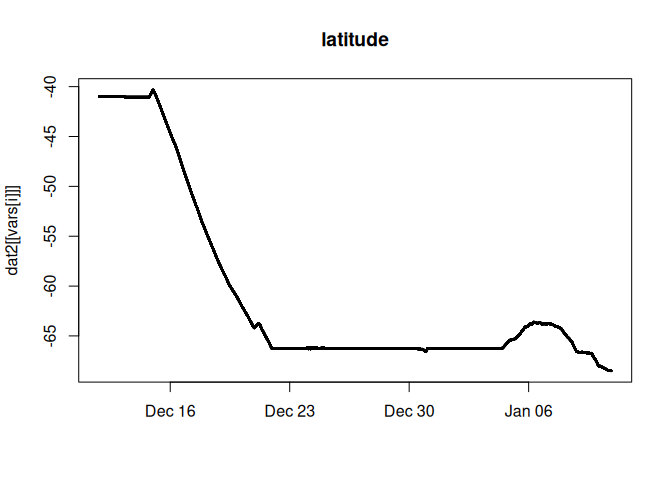 latitude
dat2[[vars[i]]]
-40
-45
-50
-55
-60
-65
Dec 16
Dec 23
Dec 30
Jan 06